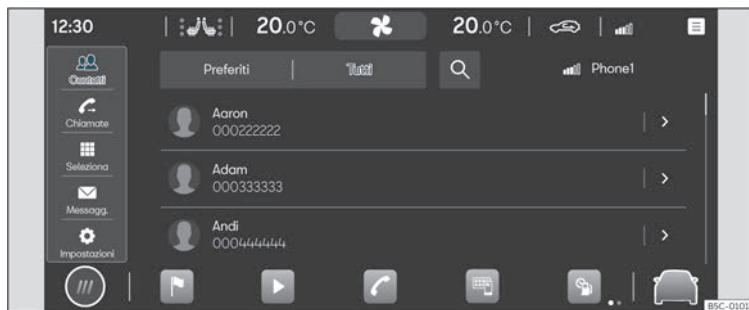 12:30 20.0°C 20.0°C
Contatti Preferiti Tutti Phone1
Chiamate
Seleziona
Messagg.
Impostazioni
Aaron
000222222
Adam
000333333
Andi
000444444
B5C-0101